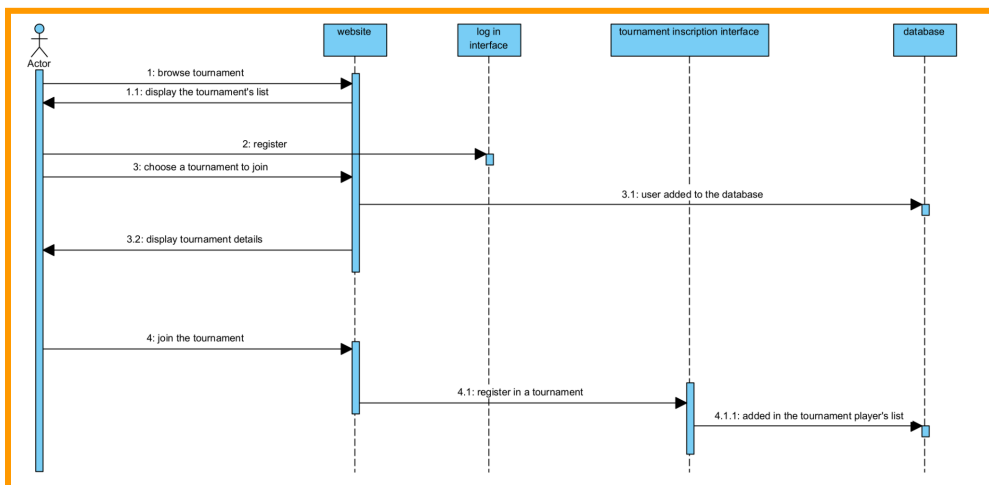 website
log in
interface
tournament inscription interface
database
Actor
1: browse tournament
1.1: display the tournament's list
2: register
3: choose a tournament to join
3.1: user added to the database
3.2: display tournament details
4: join the tournament
4.1: register in a tournament
4.1.1: added in the tournament player's list